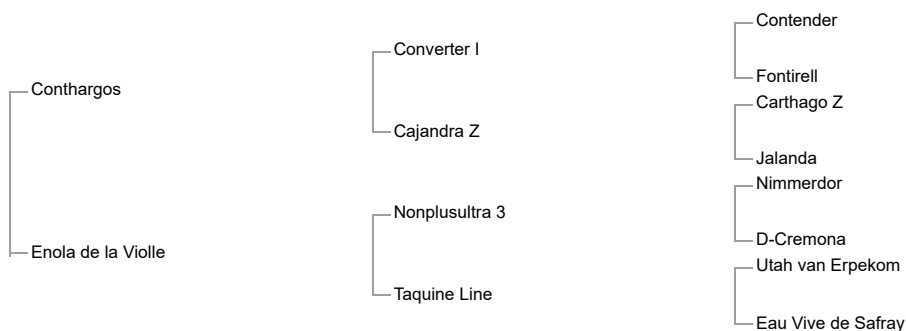 Contender
Converter I
Fontirell
Conthargos
Carthago Z
Cajandra Z
Jalanda
Nimmerdor
Nonplusultra 3
D-Cremona
Enola de la Violle
Utah van Erpekom
Taquine Line
Eau Vive de Safray